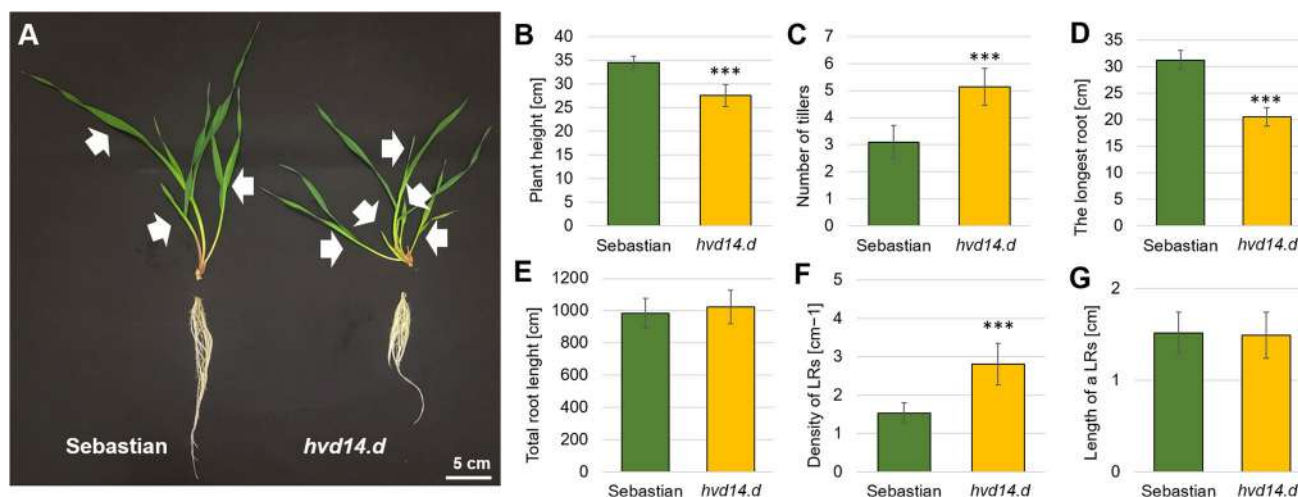 A
Sebastian
hvd14.d
5 cm
B
Plant height [cm]
40
35
30
25
20
15
10
5
0
***
Sebastian
hvd14.d
C
Number of tillers
7
6
5
4
3
2
1
0
***
Sebastian
hvd14.d
D
The longest root [cm]
35
30
25
20
15
10
5
0
***
Sebastian
hvd14.d
E
Total root lenght [cm]
1200
1000
800
600
400
200
0
Sebastian
hvd14.d
F
Density of LRs [cm−1]
5
4
3
2
1
0
***
Sebastian
hvd14.d
G
Length of a LRs [cm]
2
1
0
Sebastian
hvd14.d